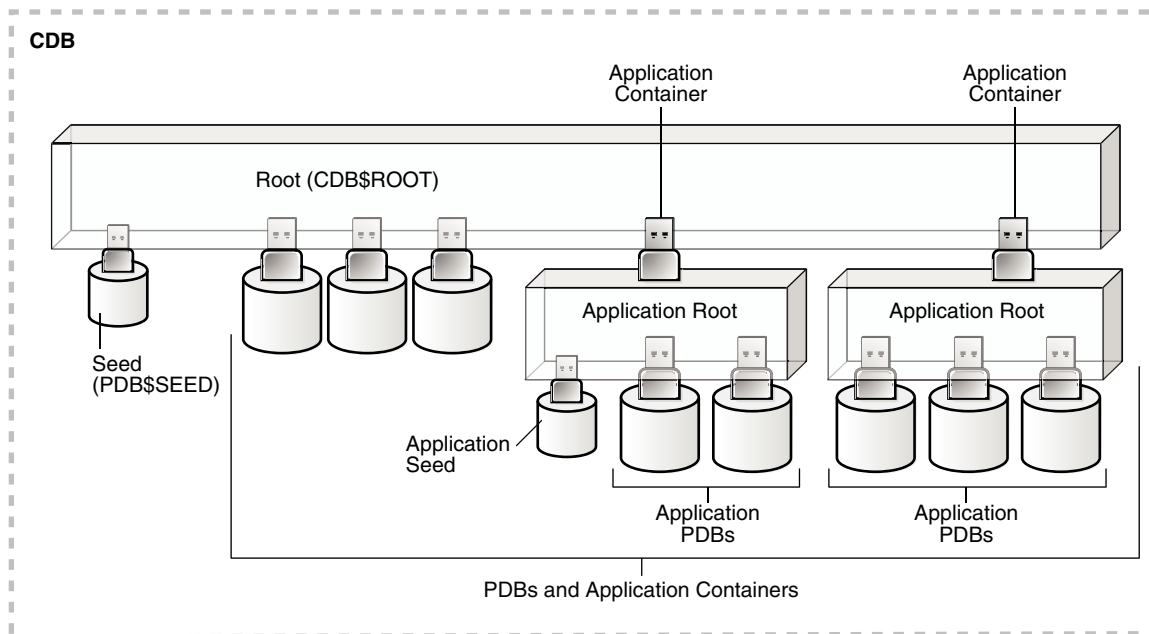 CDB
Application
Container
Application
Container
Root (CDB$ROOT)
Application Root
Application Root
Seed
(PDB$SEED)
Application
Seed
Application
PDBs
Application
PDBs
PDBs and Application Containers